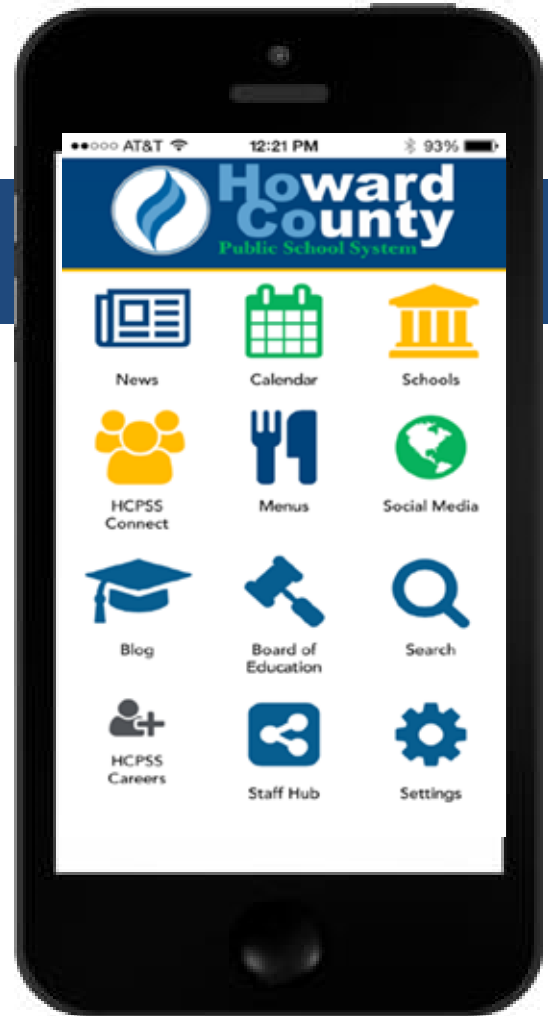 AT&T 12:21 PM 93%
Howard
County
Public School System
News Calendar Schools
HCPSS
Connect
Menus Social Media
Blog
Board of
Education
Search
HCPSS
Careers
Staff Hub Settings